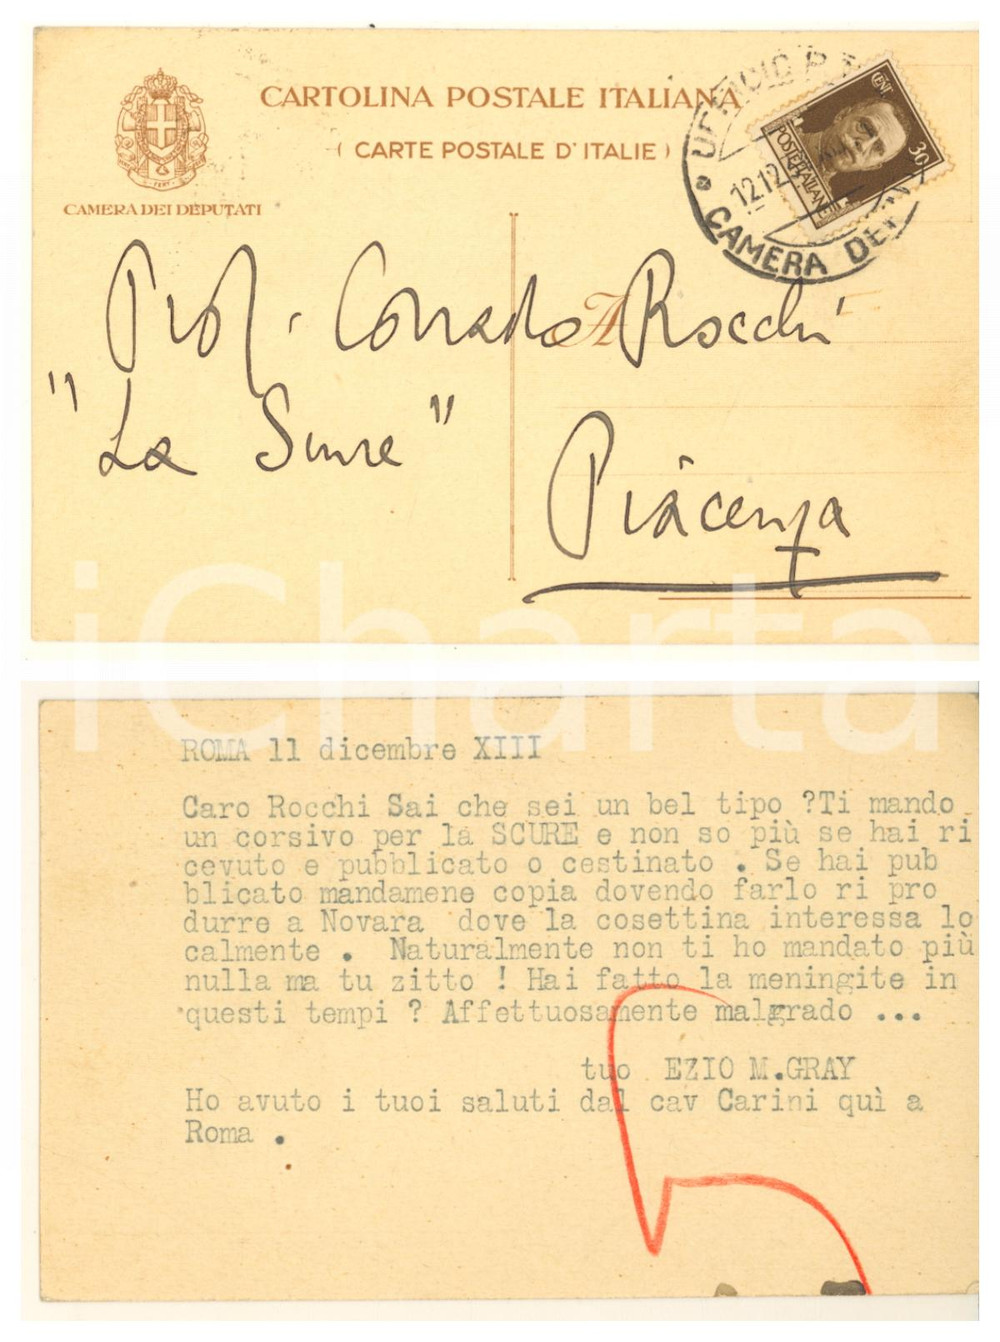 CARTOLINA POSTALE ITALIANA
( CARTE POSTALE D'ITALIE )
FERT
CAMERA DEI DEPUTATI
UFFICIO P.
12.12
CAMERA DEI
CENT 30
POSTE ITALIANE
A
Prof. Corrado Rocchi
"La Scure"
Piacenza
iCharta
ROMA 11 dicembre XIII
Caro Rocchi Sai che sei un bel tipo ?Ti mando
un corsivo per la SCURE e non so più se hai ri
cevuto e pubblicato o cestinato . Se hai pub
blicato mandamene copia dovendo farlo ri pro
durre a Novara dove la cosettina interessa lo
calmente . Naturalmente non ti ho mandato più
nulla ma tu zitto ! Hai fatto la meningite in
questi tempi ? Affettuosamente malgrado ...
tuo EZIO M.GRAY
Ho avuto i tuoi saluti dal cav Carini quì a
Roma .